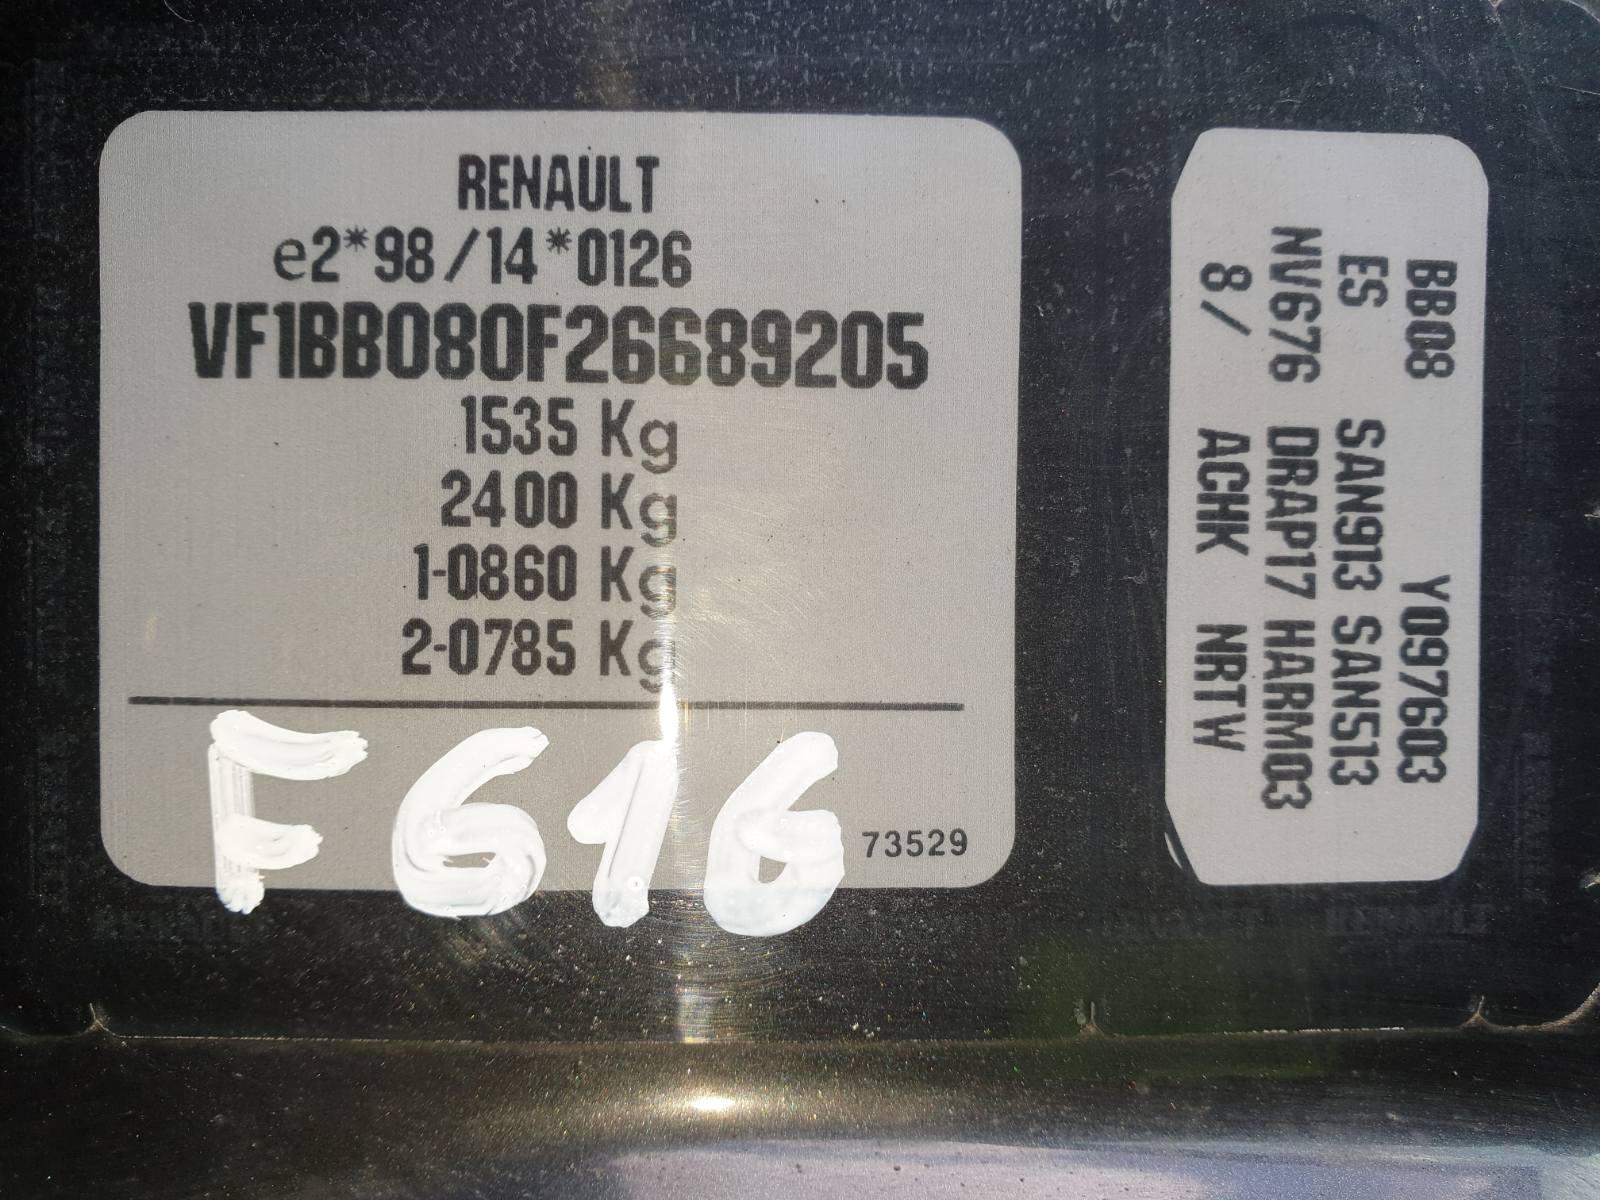 RENAULT
e2*98/14*0126
VF1BB080F26689205
1535 Kg
2400 Kg
1-0860 Kg
2-0785 Kg
F616
73529
BB08 Y097603
ES SAN913 SAN513
NV676 DRAP17 HARM03
8/ ACHK NRTW
RENAULT